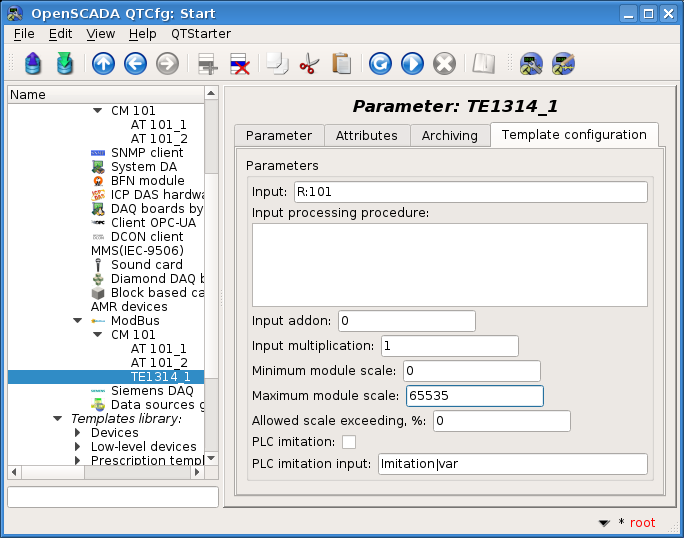 OpenSCADA QTCfg: Start
File Edit View Help QTStarter
Name
CM 101
AT 101_1
AT 101_2
SNMP client
System DA
BFN module
ICP DAS hardwa
DAQ boards by
Client OPC-UA
DCON client
MMS(IEC-9506)
Sound card
Diamond DAQ b
Block based ca
AMR devices
ModBus
CM 101
AT 101_1
AT 101_2
TE1314_1
Siemens DAQ
Data sources g
Templates library:
Devices
Low-level devices
Prescription templ
Parameter: TE1314_1
Parameter Attributes Archiving Template configuration
Parameters
Input: R:101
Input processing procedure:
Input addon: 0
Input multiplication: 1
Minimum module scale: 0
Maximum module scale: 65535
Allowed scale exceeding, %: 0
PLC imitation:
PLC imitation input: Imitation|var
* root